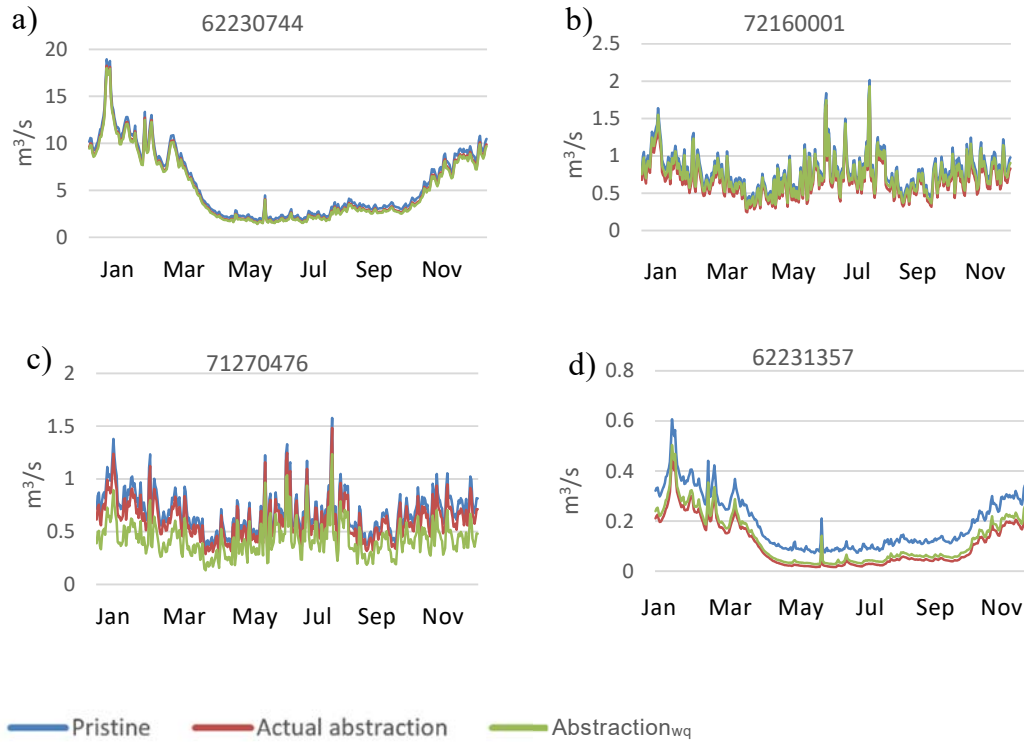 a)
62230744
20
15
10
5
0
m³/s
Jan Mar May Jul Sep Nov
b)
72160001
2.5
2
1.5
1
0.5
0
m³/s
Jan Mar May Jul Sep Nov
c)
71270476
2
1.5
1
0.5
0
m³/s
Jan Mar May Jul Sep Nov
d)
62231357
0.8
0.6
0.4
0.2
0
m³/s
Jan Mar May Jul Sep Nov
Pristine Actual abstraction Abstractionwq